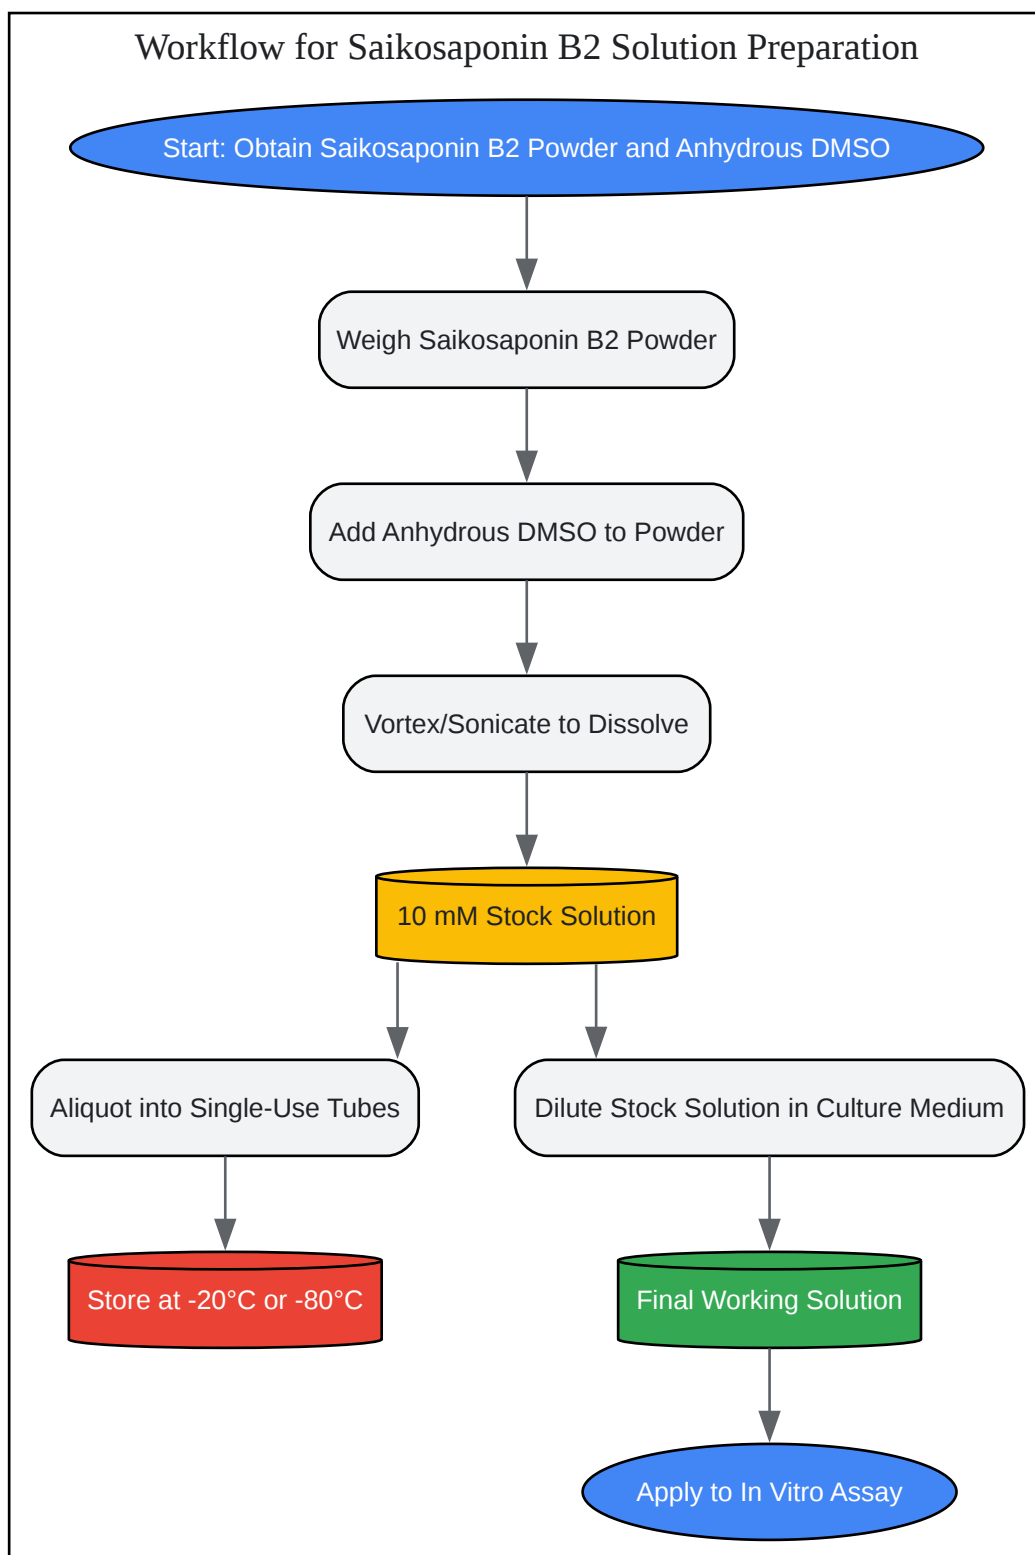 Workflow for Saikosaponin B2 Solution Preparation
Start: Obtain Saikosaponin B2 Powder and Anhydrous DMSO
Weigh Saikosaponin B2 Powder
Add Anhydrous DMSO to Powder
Vortex/Sonicate to Dissolve
10 mM Stock Solution
Aliquot into Single-Use Tubes
Dilute Stock Solution in Culture Medium
Store at -20°C or -80°C
Final Working Solution
Apply to In Vitro Assay